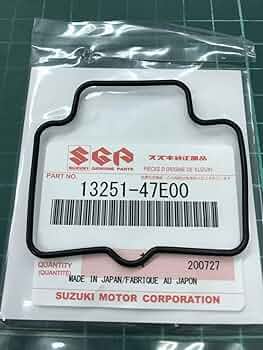 SGP
スズキ純正部品
SUZUKI GENUINE PARTS
PIECES D'ORIGINE DE SUZUKI
PART NO.
13251-47E00
QUANTITY
(QUANTITE)
200727
MADE IN JAPAN/FABRIQUE AU JAPON
SUZUKI MOTOR CORPORATION